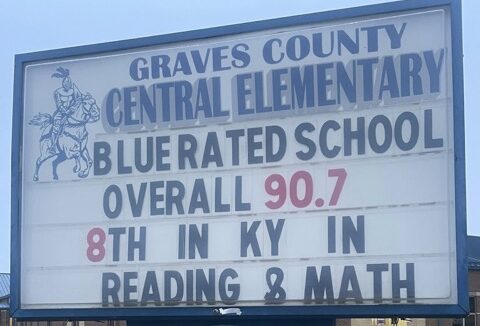 GRAVES COUNTY
CENTRAL ELEMENTARY
BLUE RATED SCHOOL
OVERALL 90.7
8TH IN KY IN
READING & MATH